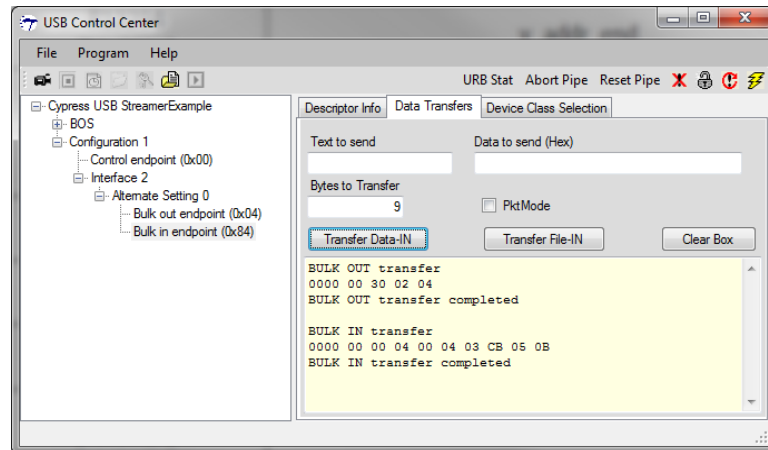 USB Control Center
File Program Help
URB Stat Abort Pipe Reset Pipe
Cypress USB StreamerExample
BOS
Configuration 1
Control endpoint (0x00)
Interface 2
Alternate Setting 0
Bulk out endpoint (0x04)
Bulk in endpoint (0x84)
Descriptor Info Data Transfers Device Class Selection
Text to send Data to send (Hex)
Bytes to Transfer
9 PktMode
Transfer Data-IN Transfer File-IN Clear Box
BULK OUT transfer
0000 00 30 02 04
BULK OUT transfer completed
BULK IN transfer
0000 00 00 04 00 04 03 CB 05 0B
BULK IN transfer completed